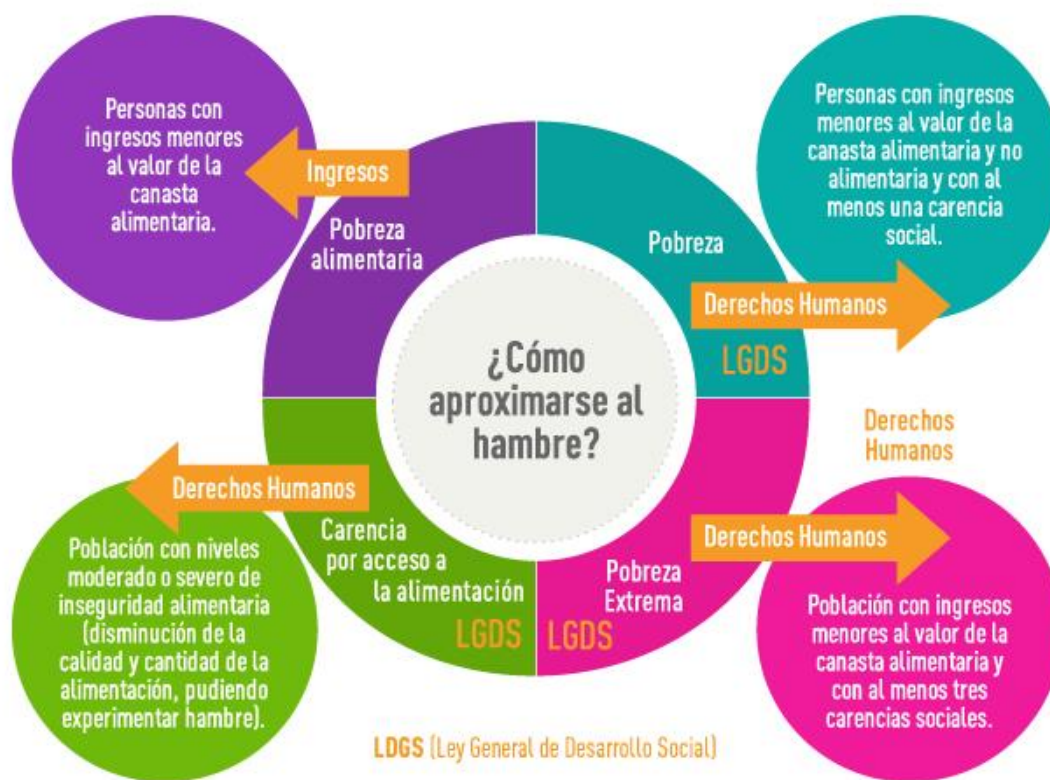 Personas con
ingresos menores
al valor de la
canasta
alimentaria.
Ingresos
Pobreza
alimentaria
Personas con ingresos
menores al valor de la
canasta alimentaria y no
alimentaria y con al
menos una carencia
social.
Pobreza
Derechos Humanos
LGDS
¿Cómo
aproximarse al
hambre?
Derechos
Humanos
Derechos Humanos
Carencia
por acceso a
la alimentación
LGDS
Población con niveles
moderado o severo de
inseguridad alimentaria
(disminución de la
calidad y cantidad de la
alimentación, pudiendo
experimentar hambre).
Derechos Humanos
Pobreza
Extrema
LGDS
Población con ingresos
menores al valor de la
canasta alimentaria y
con al menos tres
carencias sociales.
LDGS (Ley General de Desarrollo Social)